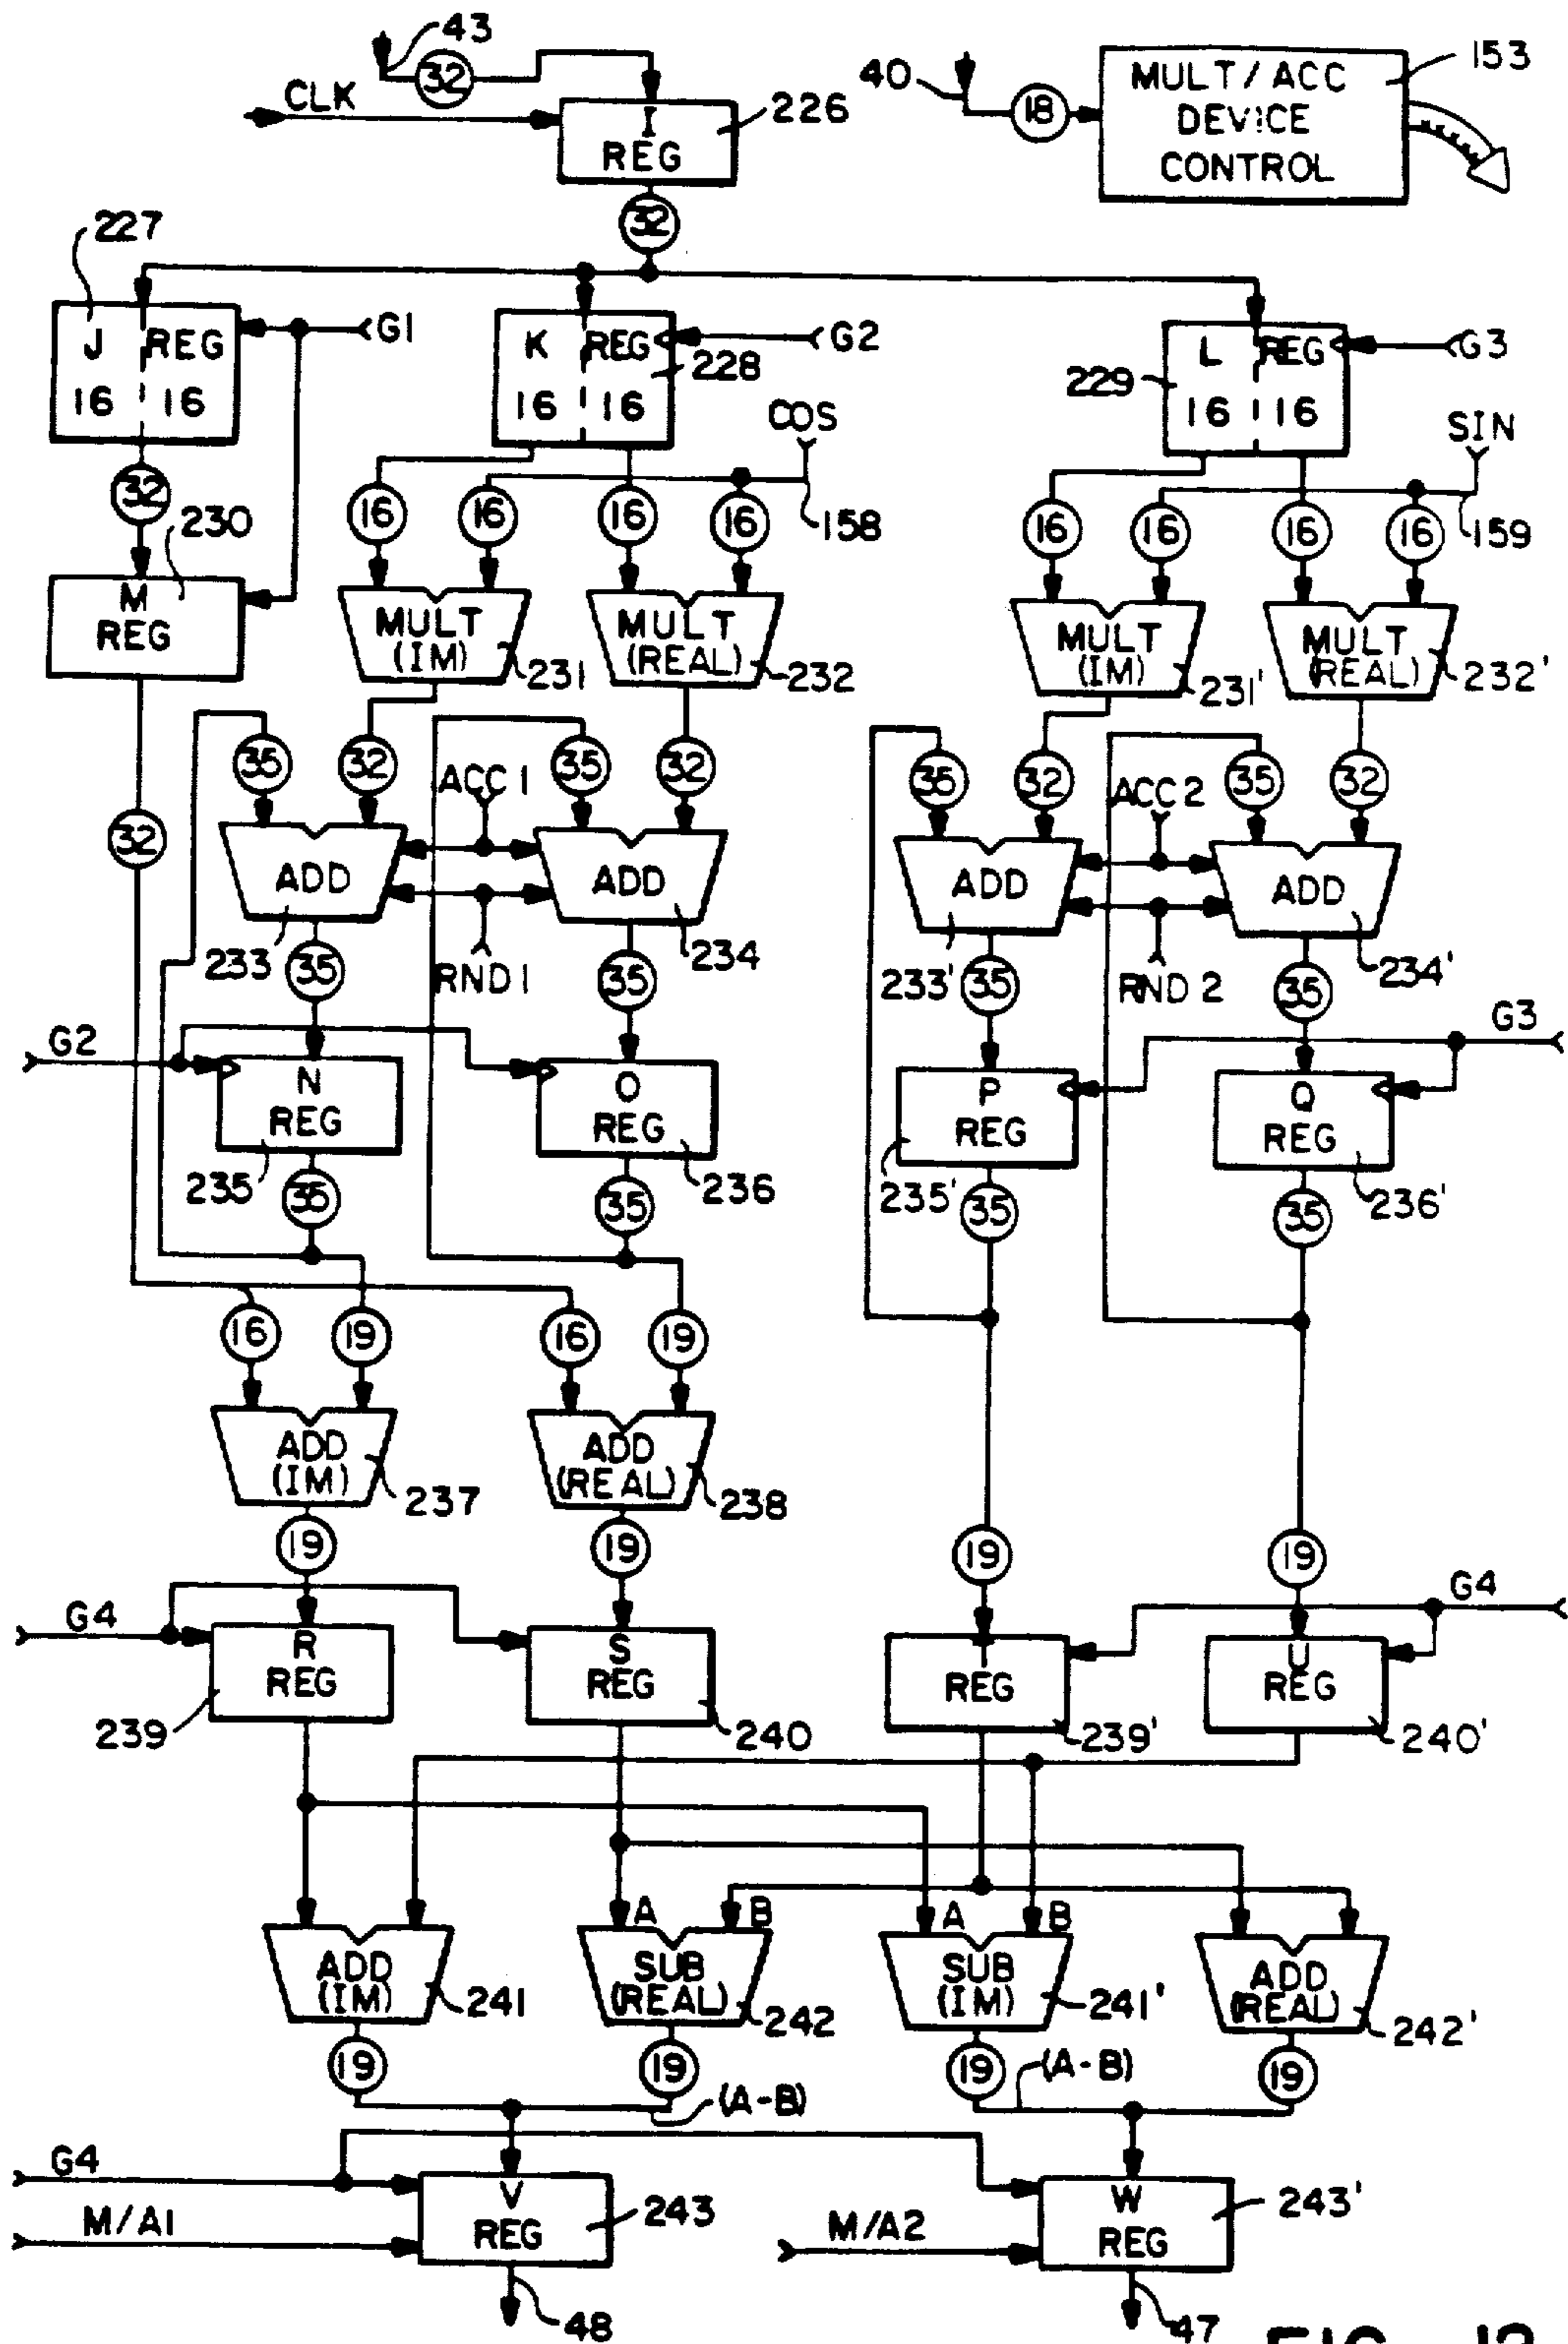 43
32
CLK
I
REG
226
40
18
MULT/ACC
DEVICE
CONTROL
153
32
227
J REG
16 16
G1
K REG
16 16
G2
228
L REG
16 16
G3
229
COS
SIN
32
16
16
16
16
158
16
16
16
16
159
230
M
REG
MULT
(IM)
231
MULT
(REAL)
232
MULT
(IM)
231'
MULT
(REAL)
232'
35
32
ACC 1
35
32
35
32
ACC 2
35
32
32
ADD
ADD
ADD
ADD
233
35
RND 1
35
234
233'
35
RND 2
35
234'
G2
G3
N
REG
O
REG
P
REG
Q
REG
235
35
35
236
235'
35
35
236'
16
19
16
19
ADD
(IM)
237
ADD
(REAL)
238
19
19
19
19
G4
G4
R
REG
S
REG
T
REG
U
REG
239
240
239'
240'
A
B
A
B
ADD
(IM)
241
SUB
(REAL)
242
SUB
(IM)
241'
ADD
(REAL)
242'
19
19
(A-B)
19
(A-B)
19
G4
M/A1
V
REG
243
M/A2
W
REG
243'
48
47